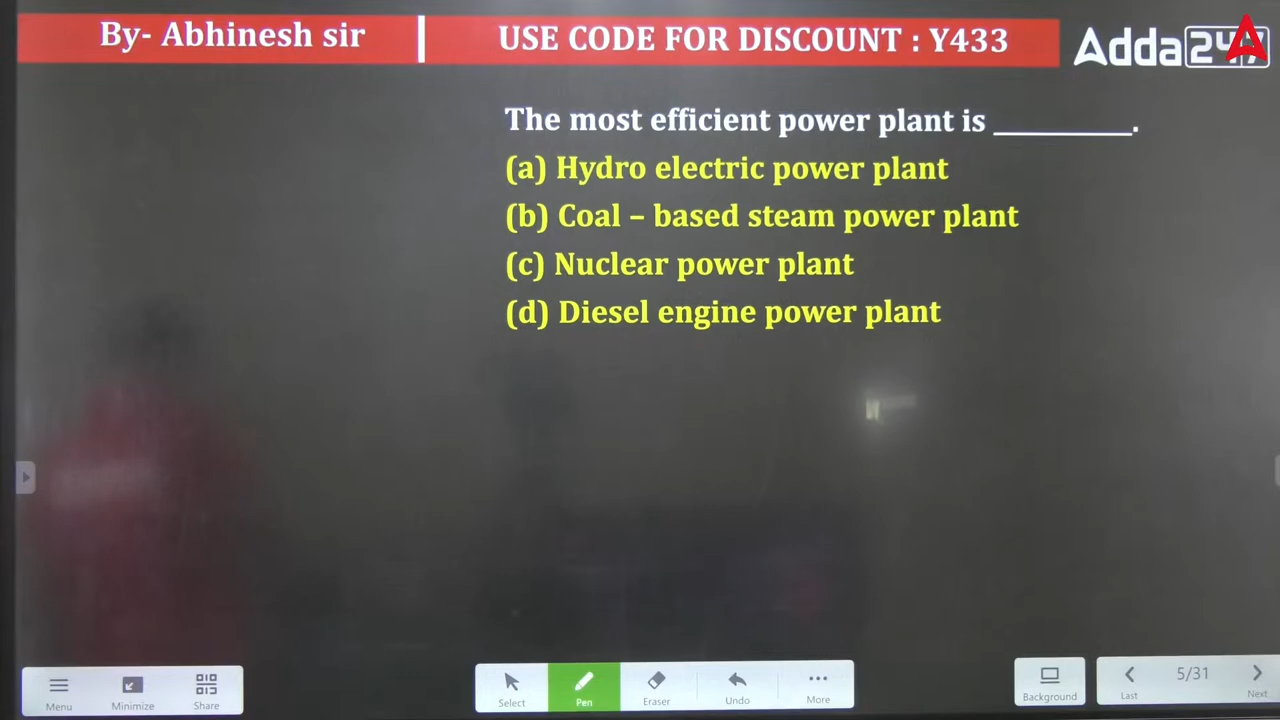 By- Abhinesh sir
USE CODE FOR DISCOUNT : Y433
Adda247
The most efficient power plant is __________.
(a) Hydro electric power plant
(b) Coal – based steam power plant
(c) Nuclear power plant
(d) Diesel engine power plant
Menu
Minimize
Share
Select
Pen
Eraser
Undo
More
Background
Last
5/31
Next